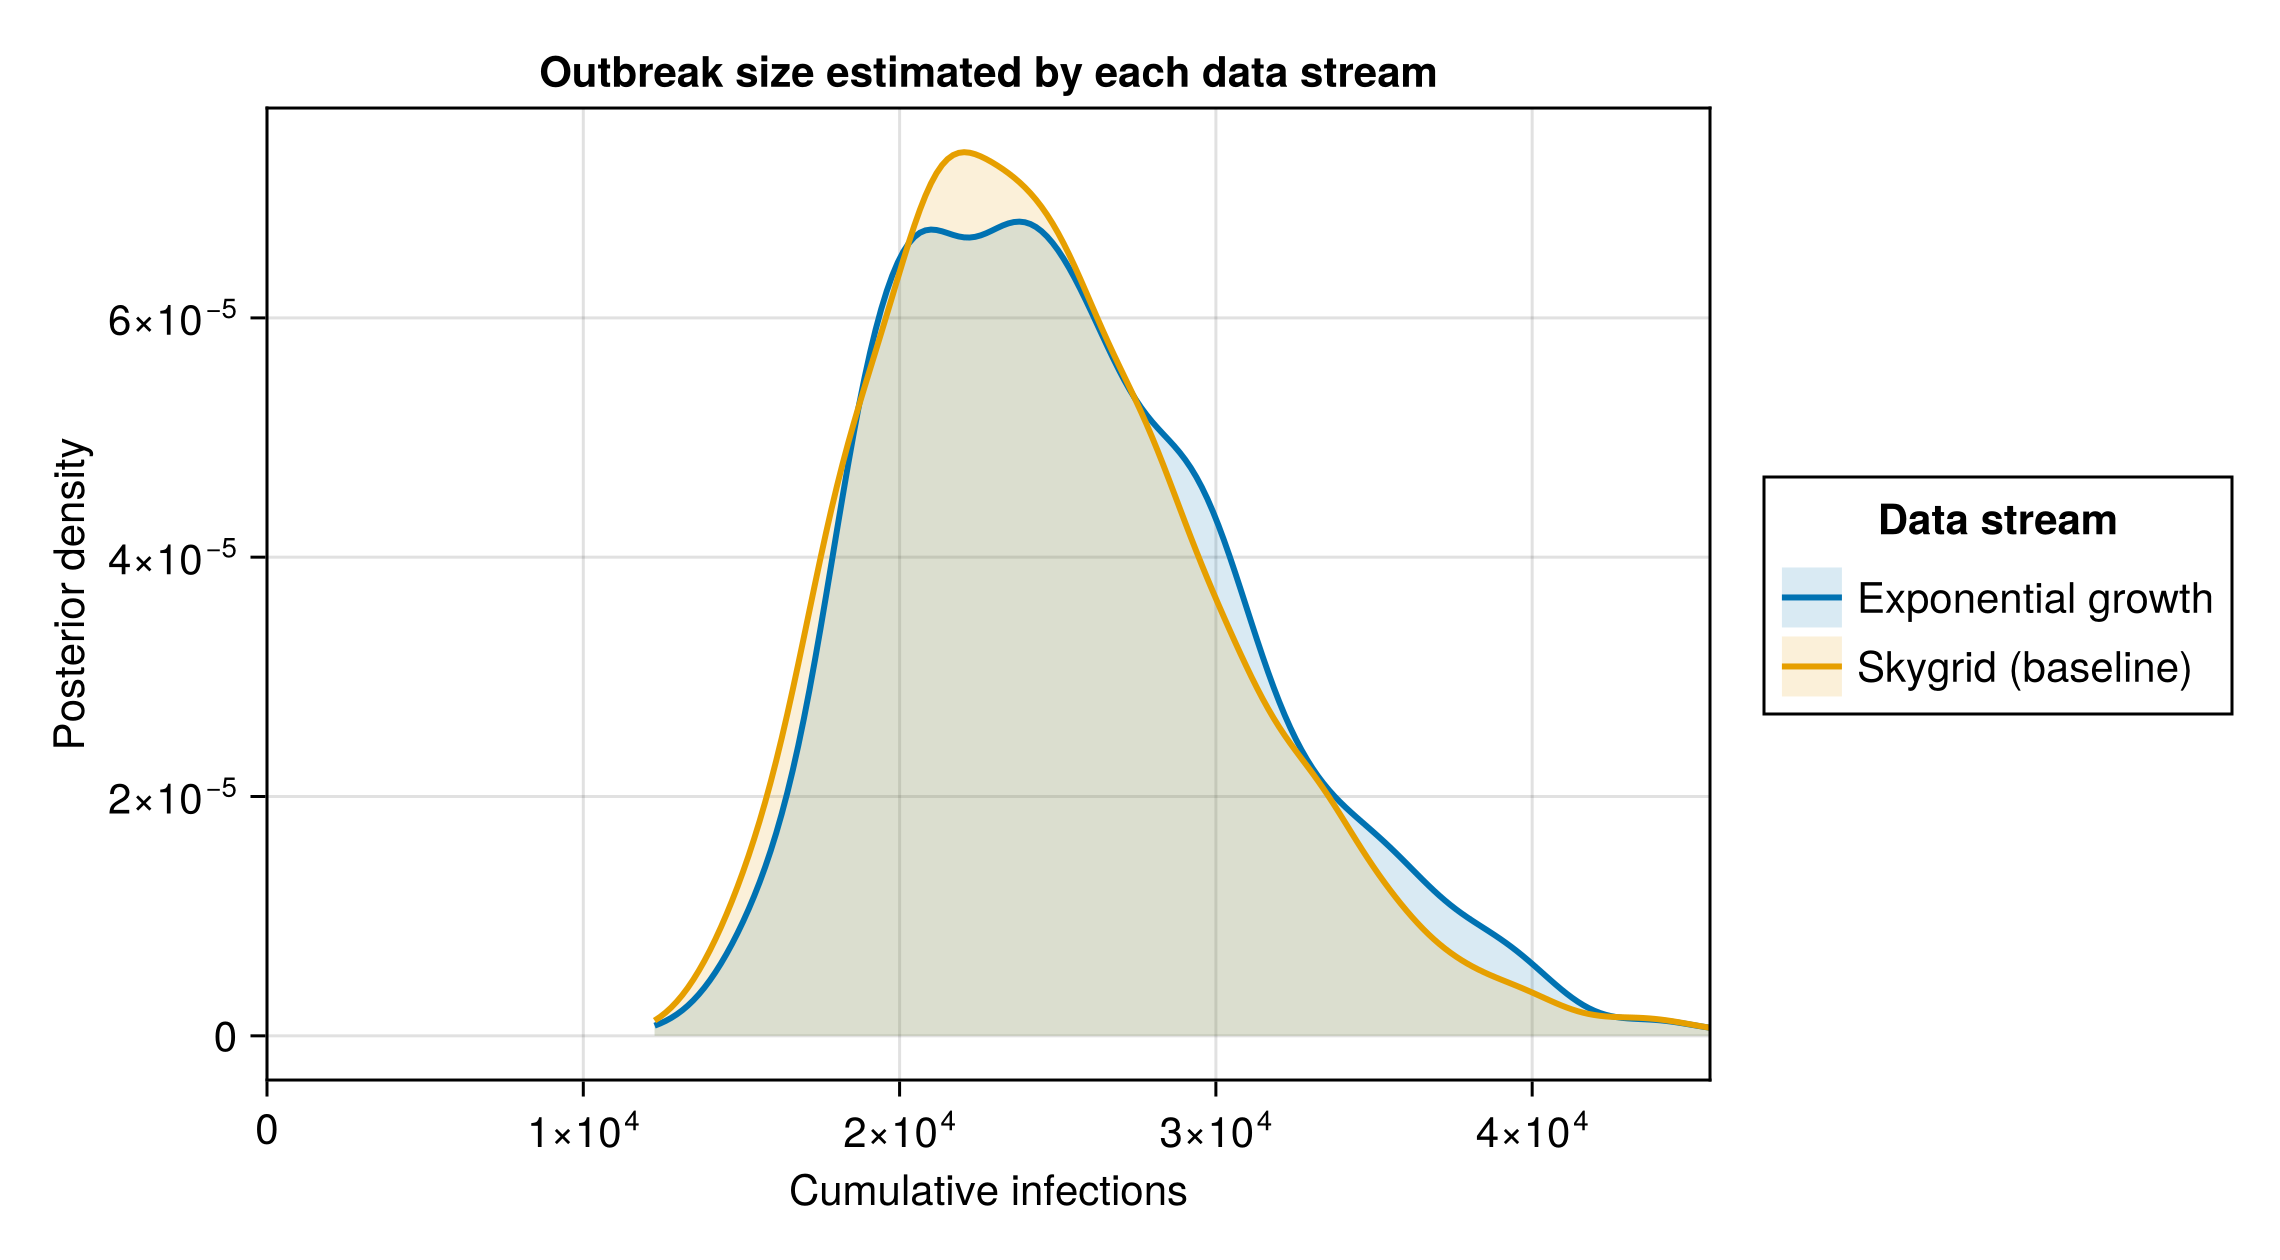 Outbreak size estimated by each data stream
Posterior density
6×10⁻⁵
4×10⁻⁵
2×10⁻⁵
0
0
1×10⁴
2×10⁴
3×10⁴
4×10⁴
Cumulative infections
Data stream
Exponential growth
Skygrid (baseline)